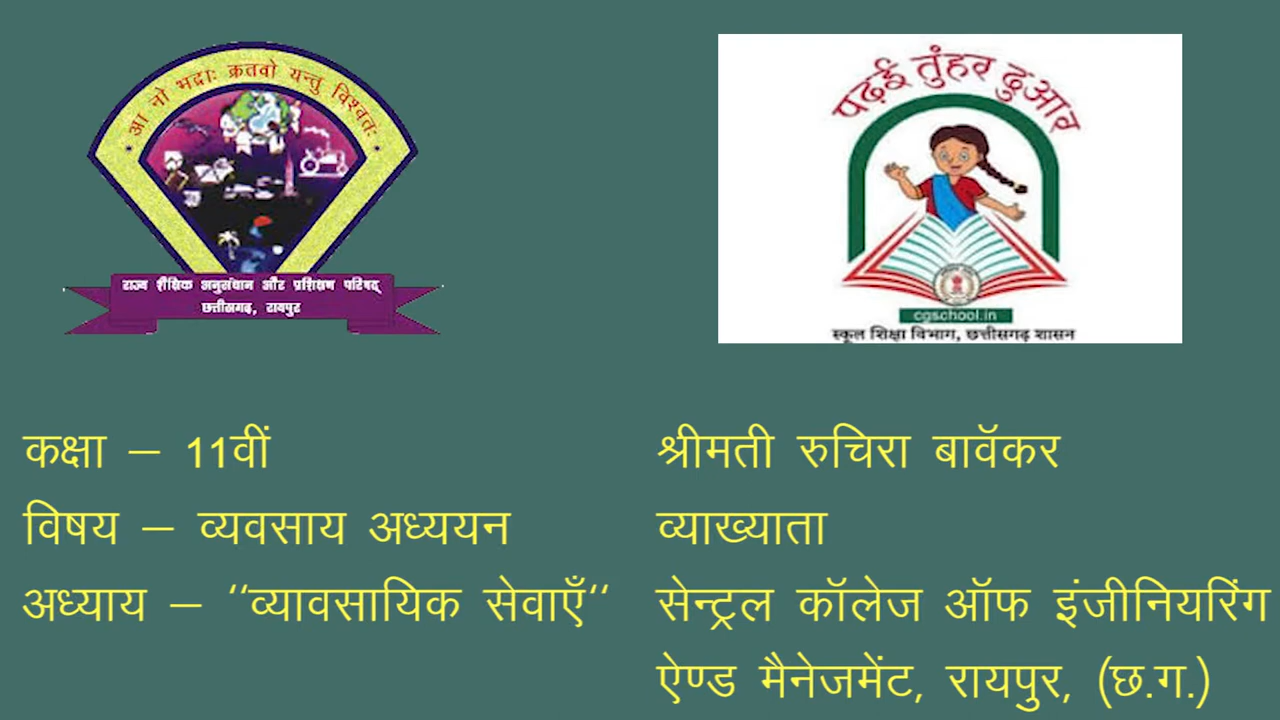 आ नो भद्राः क्रतवो यन्तु विश्वतः
राज्य शैक्षिक अनुसंधान और प्रशिक्षण परिषद्
छत्तीसगढ़, रायपुर
पढ़ई तुंहर दुआर
cgschool.in
स्कूल शिक्षा विभाग, छत्तीसगढ़ शासन
कक्षा – 11वीं
विषय – व्यवसाय अध्ययन
अध्याय – ‘‘व्यावसायिक सेवाएँ‘‘
श्रीमती रुचिरा बावॅकर
व्याख्याता
सेन्ट्रल कॉलेज ऑफ इंजीनियरिंग
ऐण्ड मैनेजमेंट, रायपुर, (छ.ग.)